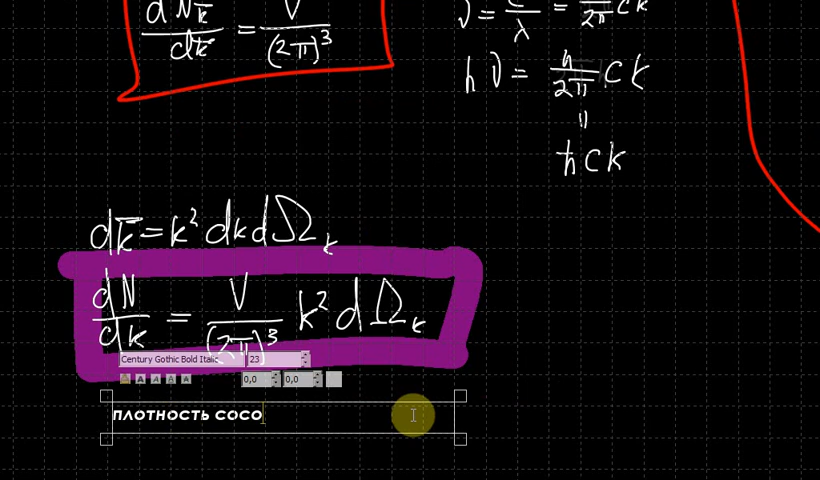 dN_k̄ / dk̄ = V / (2π)³
ν = / λ = / 2π ck
hν = h / 2π ck
=
ħck
dk̄ = k² dk dΩ_k
dN / dk = V / (2π)³ k² dΩ_k
Century Gothic Bold Italic 23
0,0 0,0
ПЛОТНОСТЬ СОСО